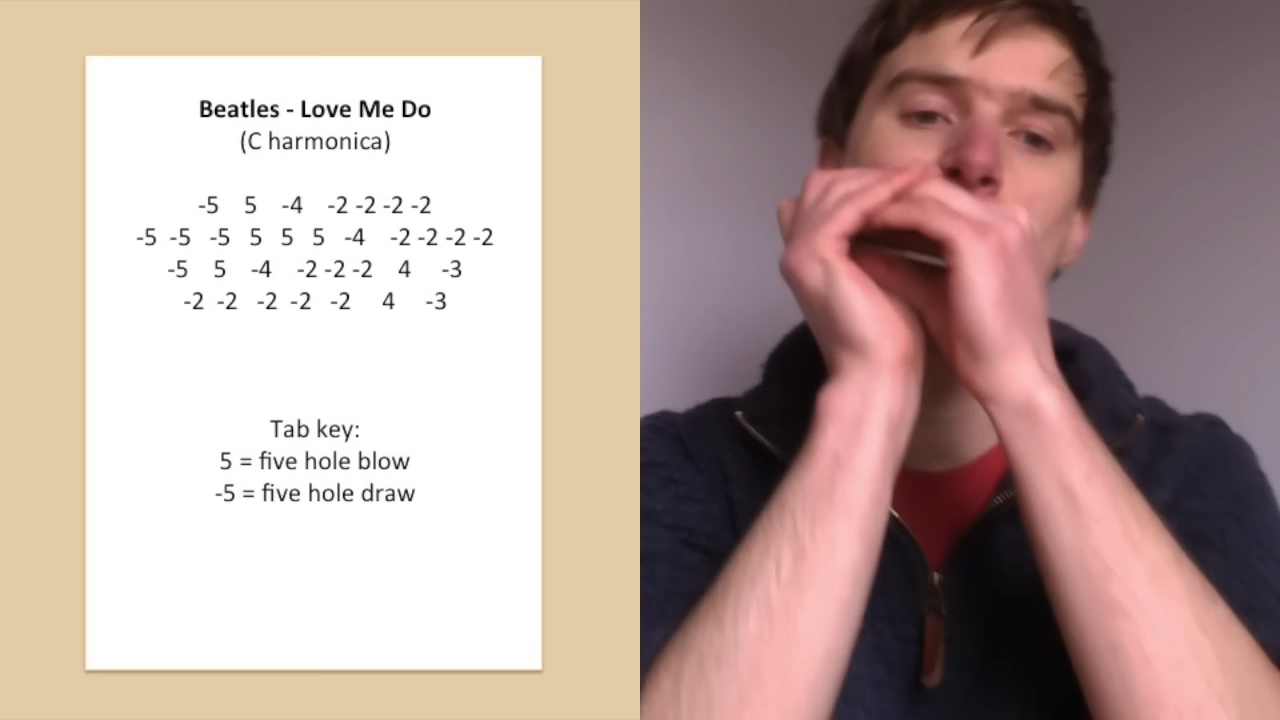 Beatles - Love Me Do
(C harmonica)
-5 5 -4 -2 -2 -2 -2
-5 -5 -5 5 5 5 -4 -2 -2 -2 -2
-5 5 -4 -2 -2 -2 4 -3
-2 -2 -2 -2 -2 4 -3
Tab key:
5 = five hole blow
-5 = five hole draw